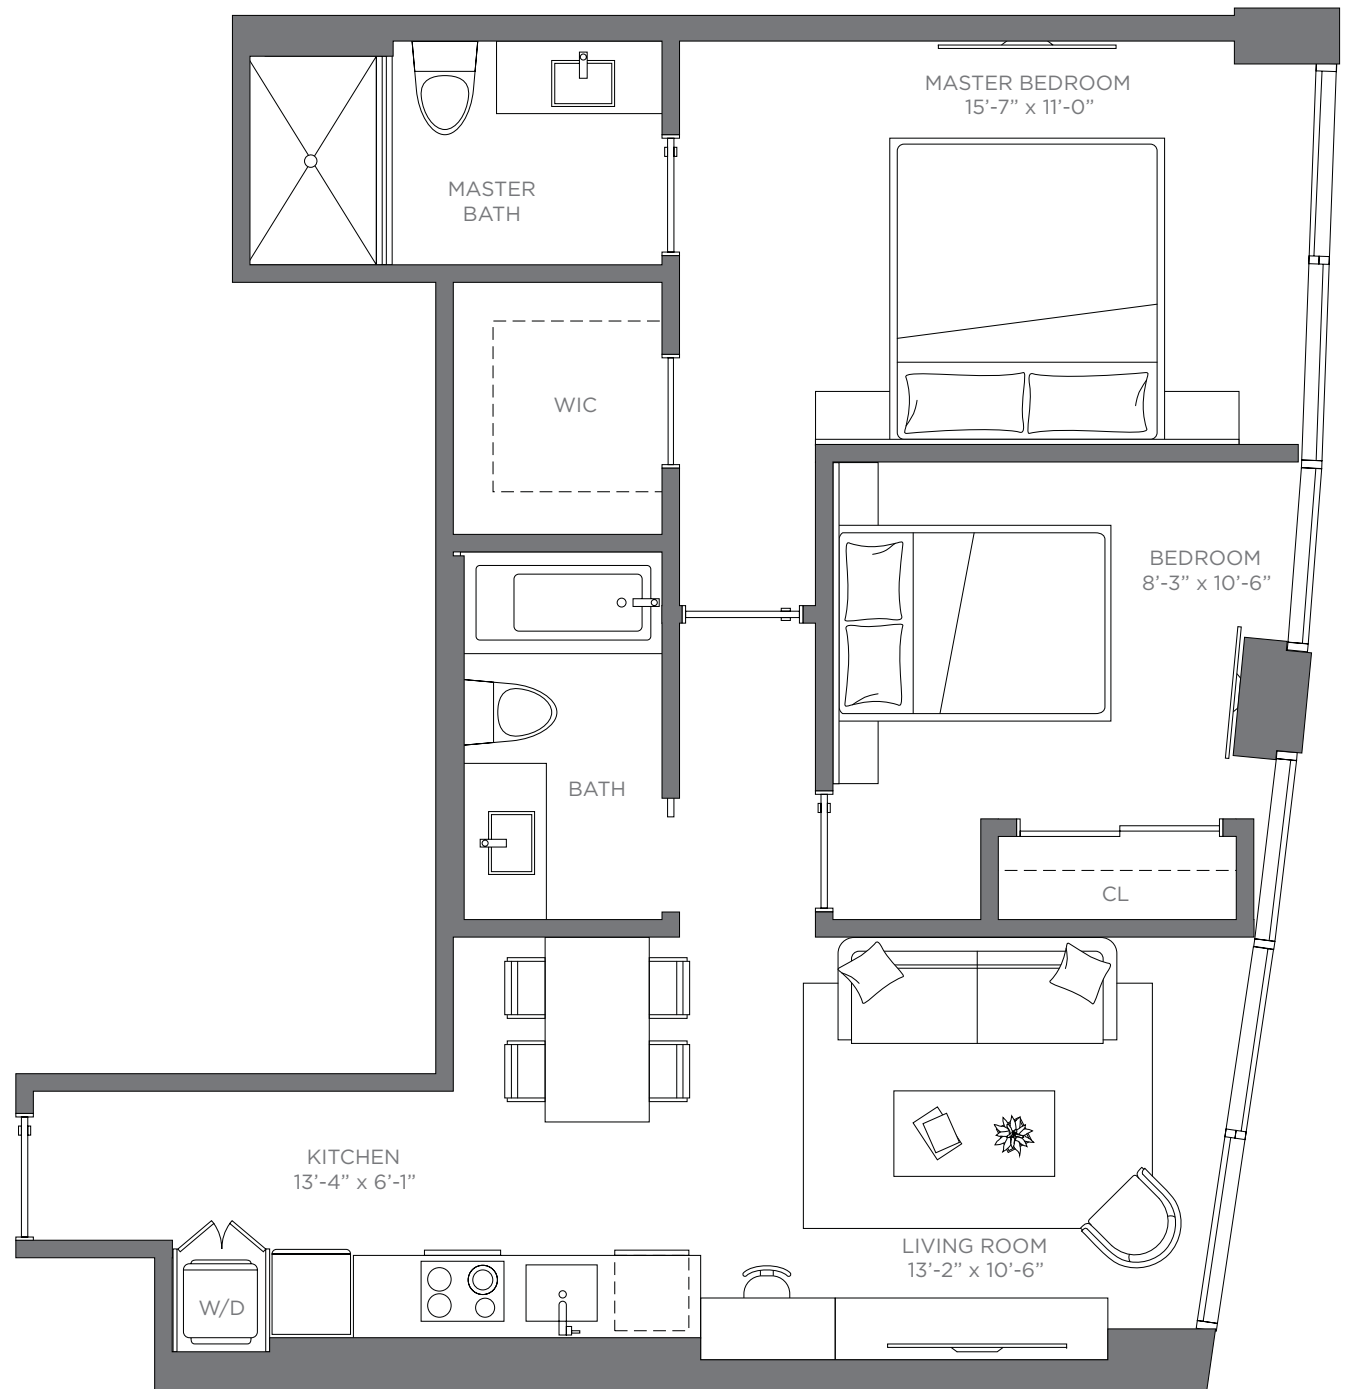 MASTER BEDROOM
15’-7” x 11’-0”
MASTER
BATH
WIC
BEDROOM
8’-3” x 10’-6”
BATH
CL
KITCHEN
13’-4” x 6’-1”
LIVING ROOM
13’-2” x 10’-6”
W/D